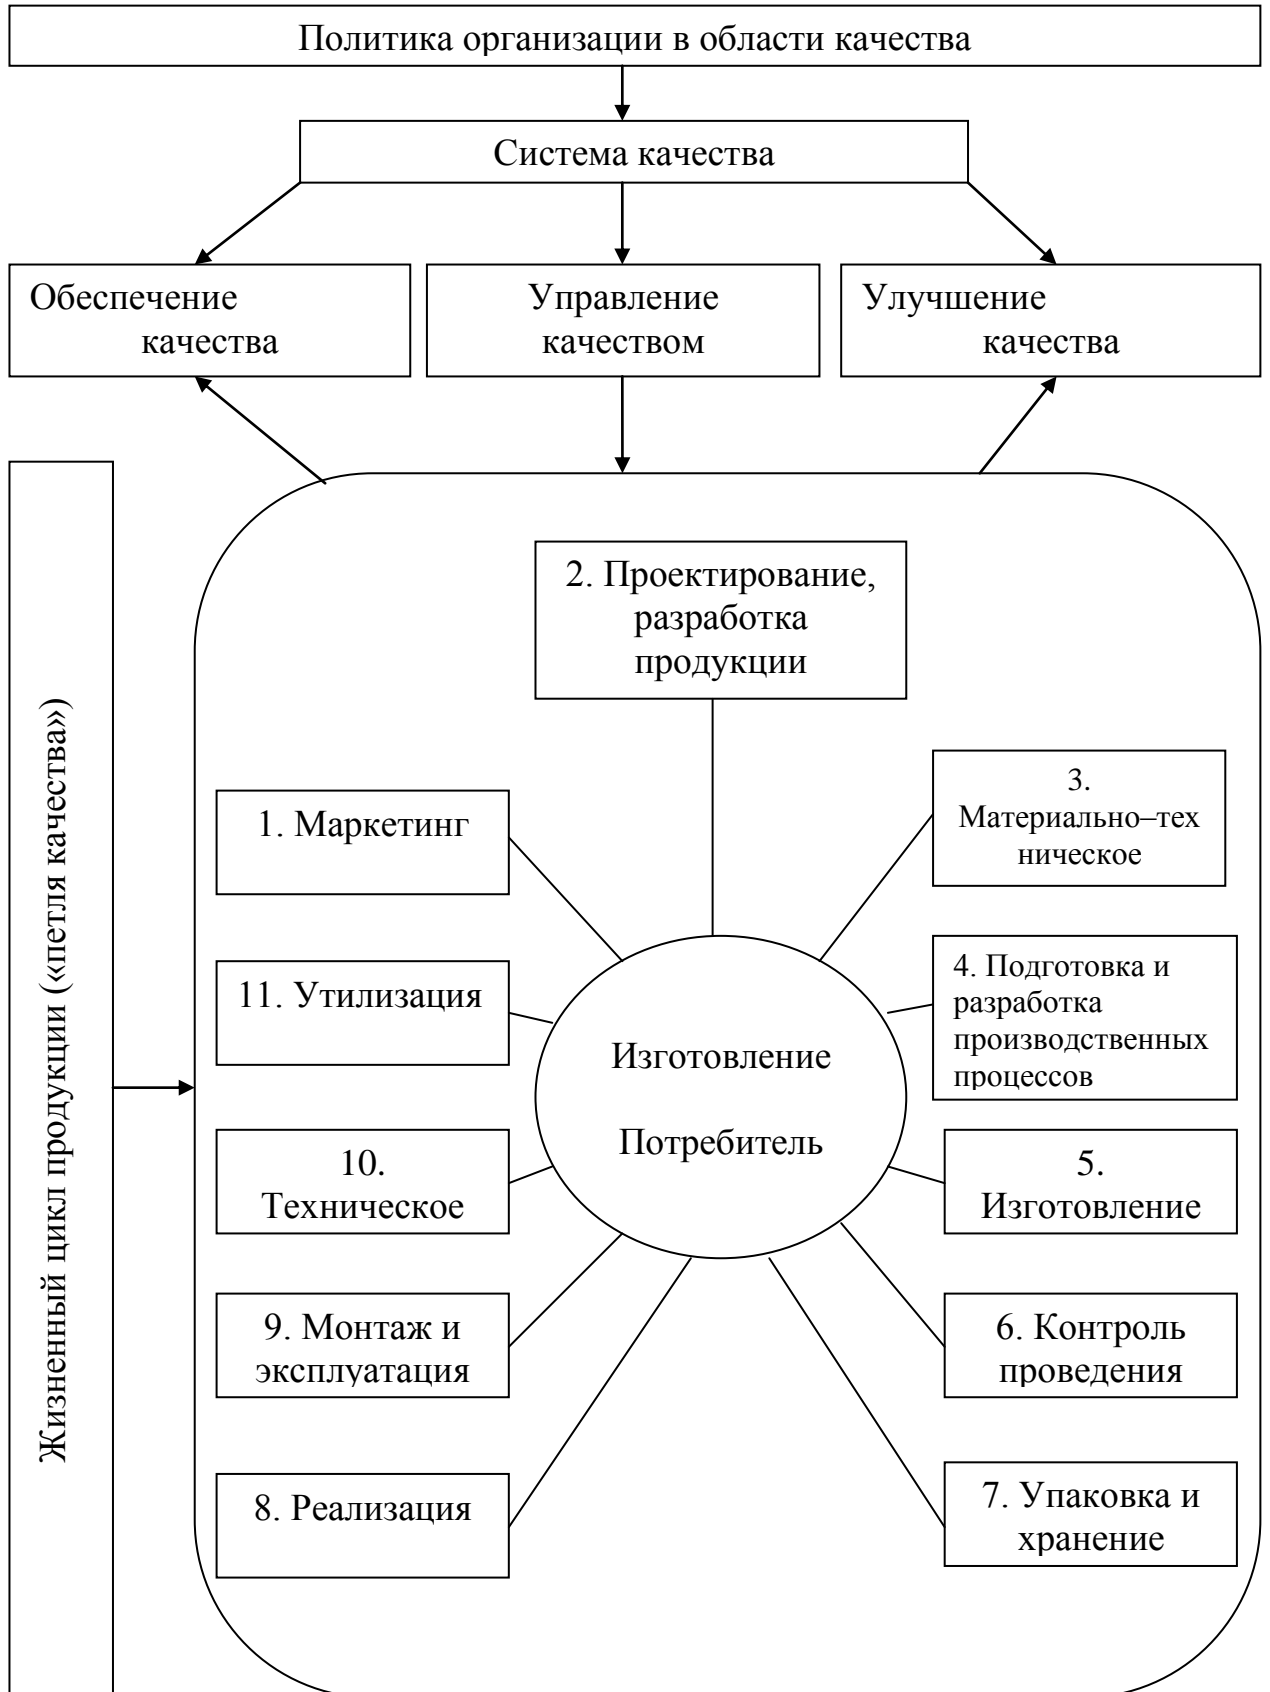 Политика организации в области качества
Система качества
Обеспечение
качества
Управление
качеством
Улучшение
качества
Жизненный цикл продукции («петля качества»)
2. Проектирование,
разработка
продукции
1. Маркетинг
3.
Материально–тех
ническое
11. Утилизация
4. Подготовка и
разработка
производственных
процессов
Изготовление
Потребитель
10.
Техническое
5.
Изготовление
9. Монтаж и
эксплуатация
6. Контроль
проведения
8. Реализация
7. Упаковка и
хранение